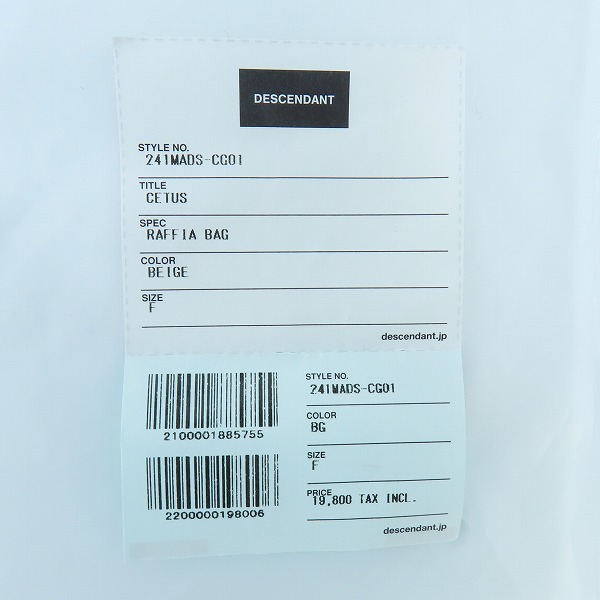 DESCENDANT
STYLE NO.
241MADS-CG01
TITLE
CETUS
SPEC
RAFFIA BAG
COLOR
BEIGE
SIZE
F
descendant.jp
2100001885755
2200000198006
STYLE NO.
241MADS-CG01
COLOR
BG
SIZE
F
PRICE
19,800 TAX INCL.
descendant.jp